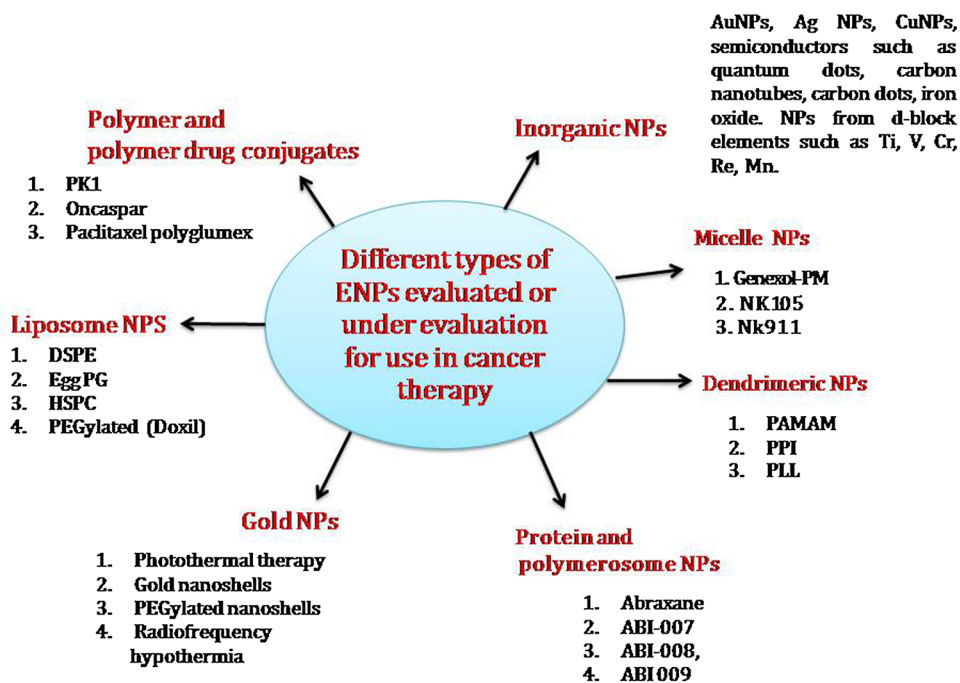 Different types of
ENPs evaluated or
under evaluation
for use in cancer
therapy
Polymer and
polymer drug conjugates
1. PK1
2. Oncaspar
3. Paclitaxel polyglumex
Inorganic NPs
AuNPs, Ag NPs, CuNPs,
semiconductors such as
quantum dots, carbon
nanotubes, carbon dots, iron
oxide. NPs from d-block
elements such as Ti, V, Cr,
Re, Mn.
Micelle NPs
1. Genexol-PM
2. NK105
3. Nk911
Dendrimeric NPs
1. PAMAM
2. PPI
3. PLL
Protein and
polymerosome NPs
1. Abraxane
2. ABI-007
3. ABI-008,
4. ABI 009
Gold NPs
1. Photothermal therapy
2. Gold nanoshells
3. PEGylated nanoshells
4. Radiofrequency
hypothermia
Liposome NPS
1. DSPE
2. Egg PG
3. HSPC
4. PEGylated (Doxil)